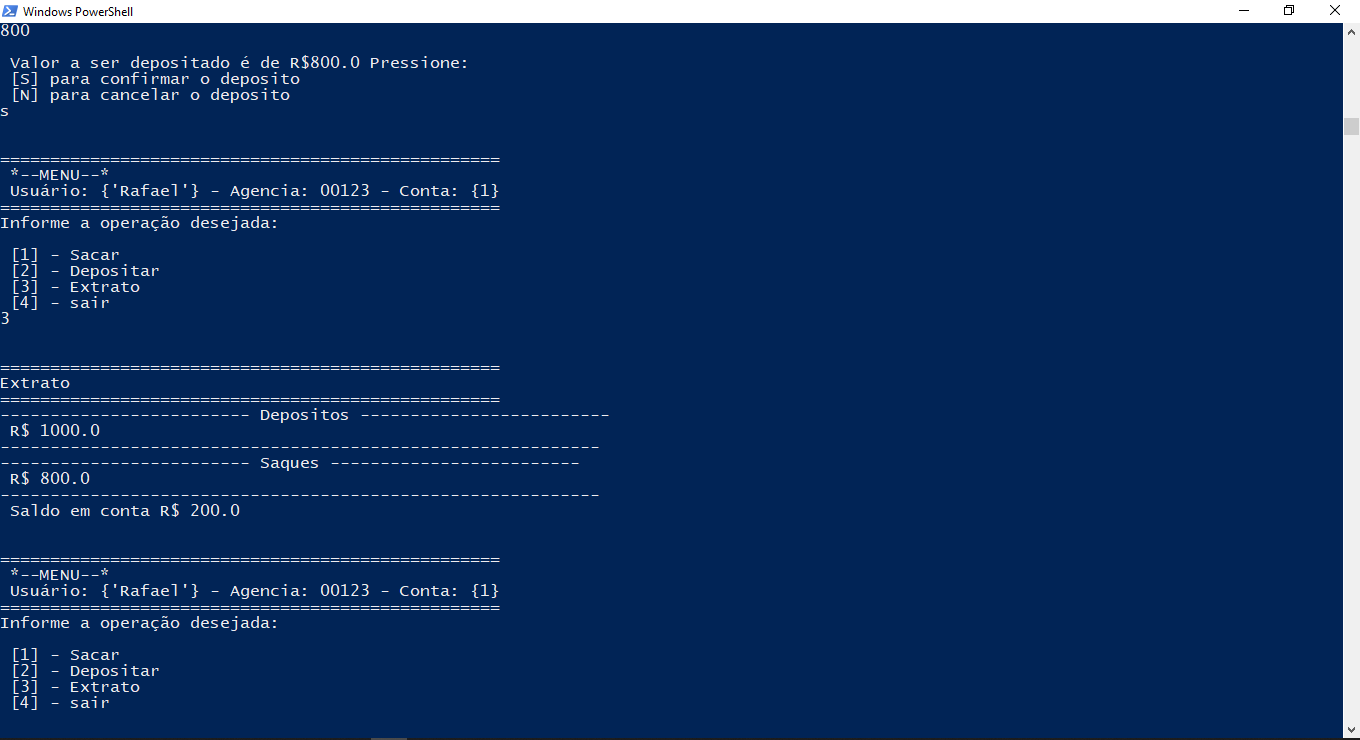 Windows PowerShell
800
Valor a ser depositado é de R$800.0 Pressione:
[S] para confirmar o deposito
[N] para cancelar o deposito
s
==================================================
*--MENU--*
Usuário: {'Rafael'} - Agencia: 00123 - Conta: {1}
==================================================
Informe a operação desejada:
[1] - Sacar
[2] - Depositar
[3] - Extrato
[4] - sair
3
==================================================
Extrato
==================================================
------------------------- Depositos -------------------------
R$ 1000.0
------------------------------------------------------------
------------------------- Saques -------------------------
R$ 800.0
------------------------------------------------------------
Saldo em conta R$ 200.0
==================================================
*--MENU--*
Usuário: {'Rafael'} - Agencia: 00123 - Conta: {1}
==================================================
Informe a operação desejada:
[1] - Sacar
[2] - Depositar
[3] - Extrato
[4] - sair